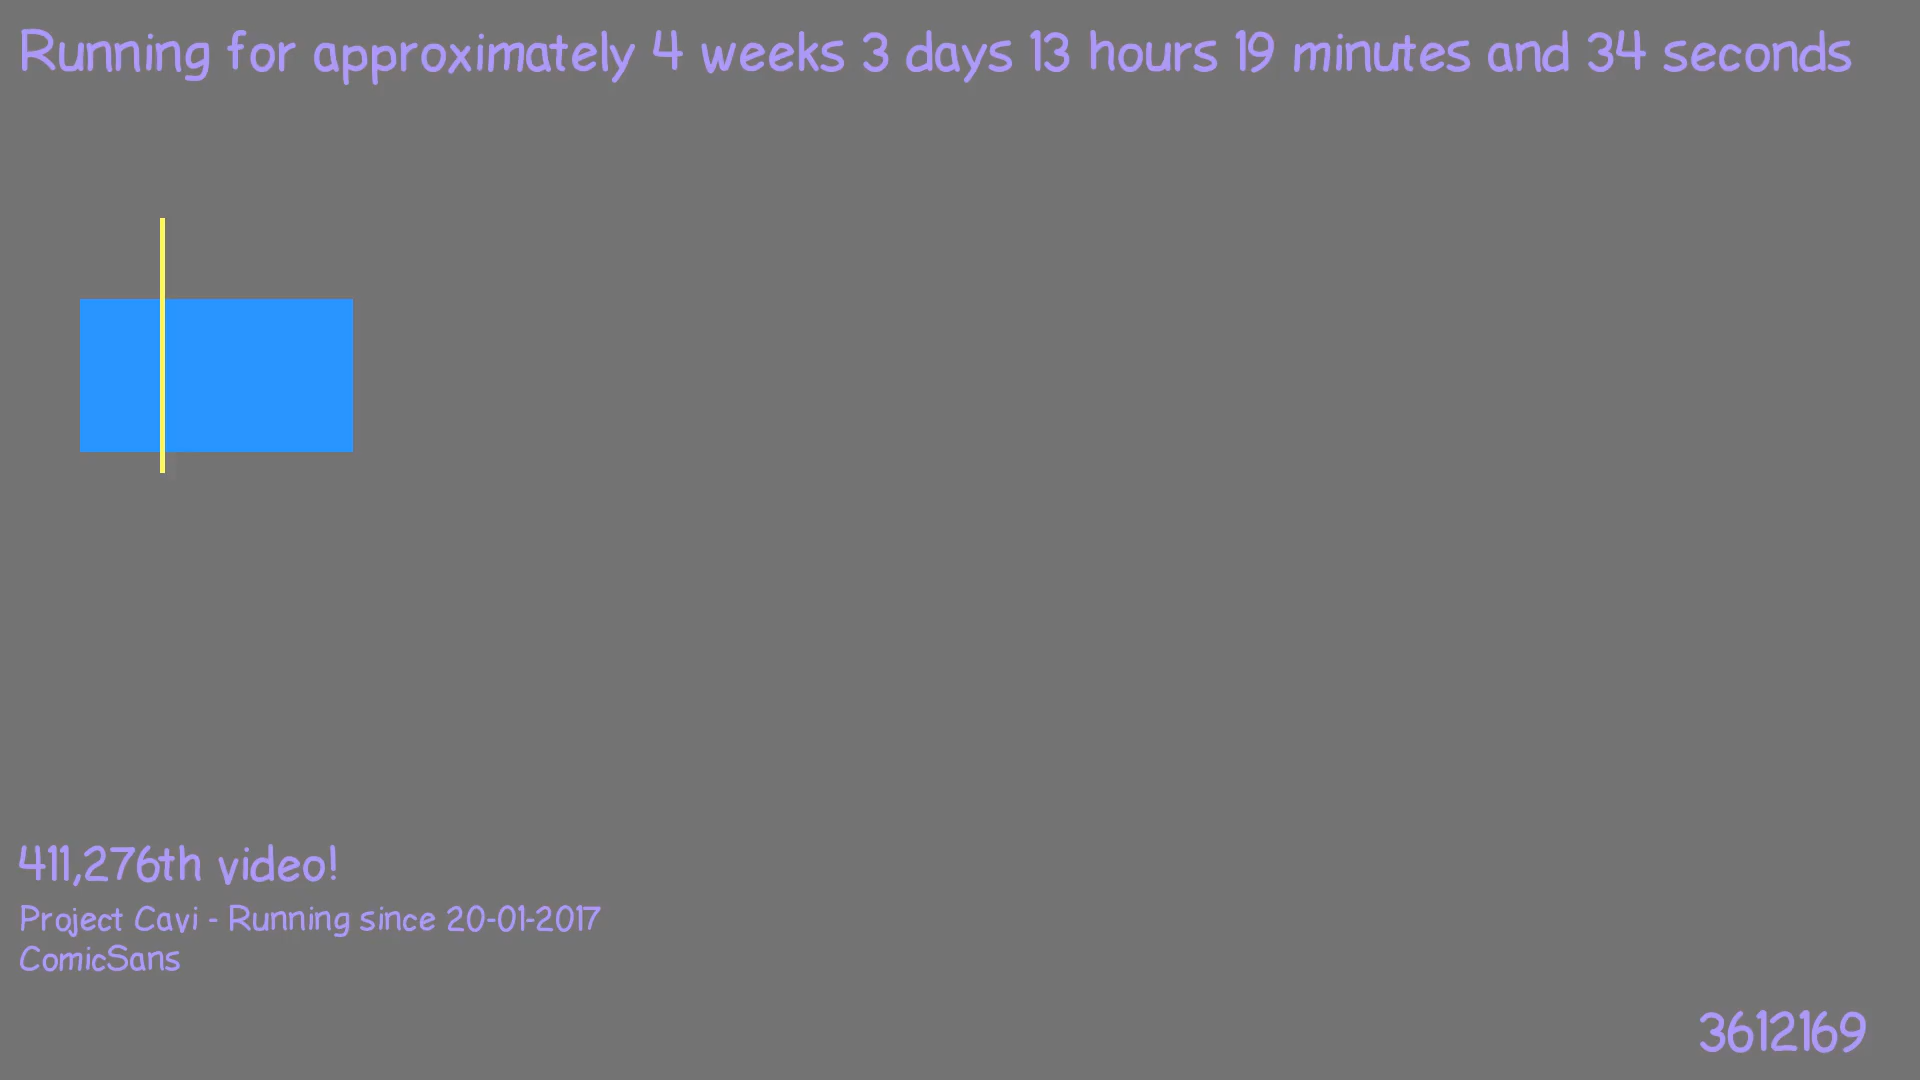 Running for approximately 4 weeks 3 days 13 hours 19 minutes and 34 seconds
411,276th video!
Project Cavi - Running since 20-01-2017
ComicSans
3612169